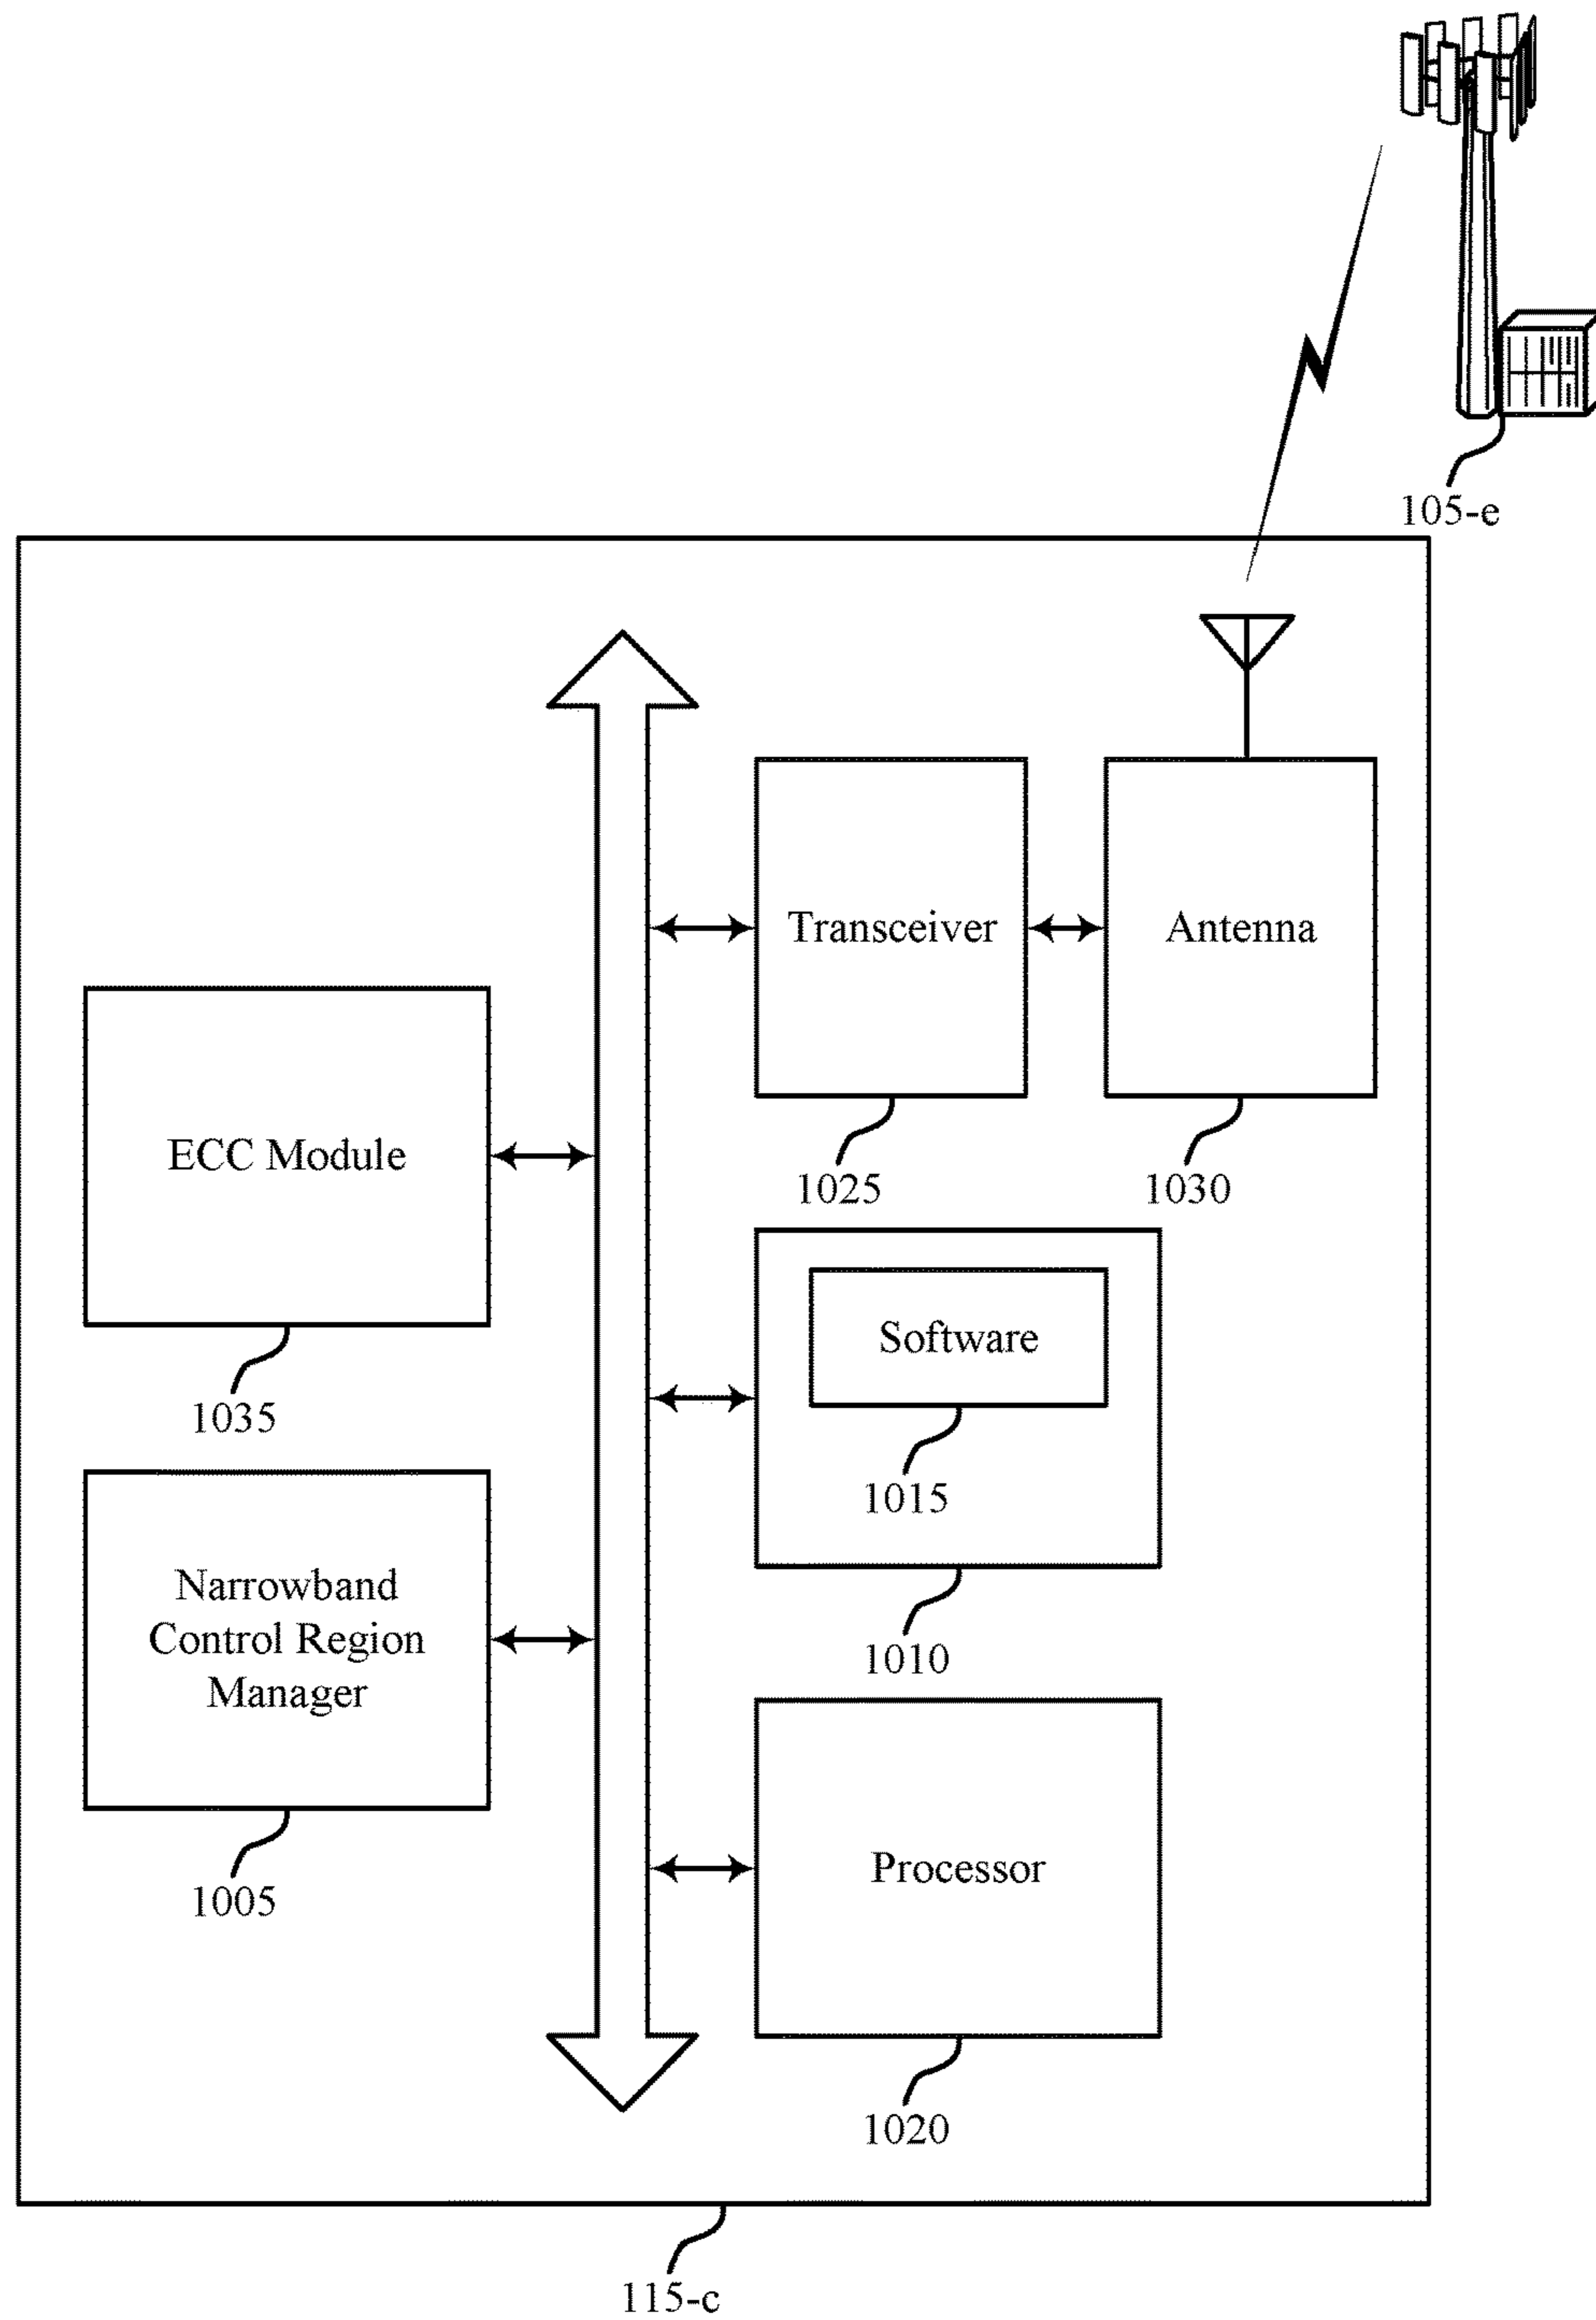 105-e
Transceiver
Antenna
1025
1030
ECC Module
1035
Software
1015
1010
Narrowband
Control Region
Manager
1005
Processor
1020
115-c